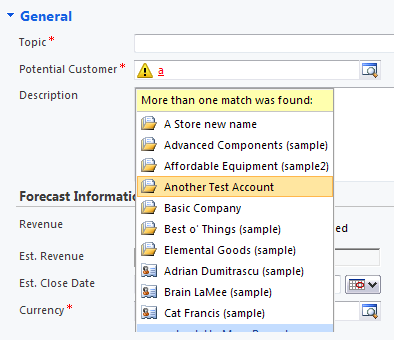 General
Topic *
Potential Customer * a
Description
More than one match was found:
A Store new name
Advanced Components (sample)
Affordable Equipment (sample2)
Another Test Account
Basic Company
Best o' Things (sample)
Elemental Goods (sample)
Adrian Dumitrascu (sample)
Brain LaMee (sample)
Cat Francis (sample)
Forecast Informatio
Revenue
ed
Est. Revenue
Est. Close Date
Currency *